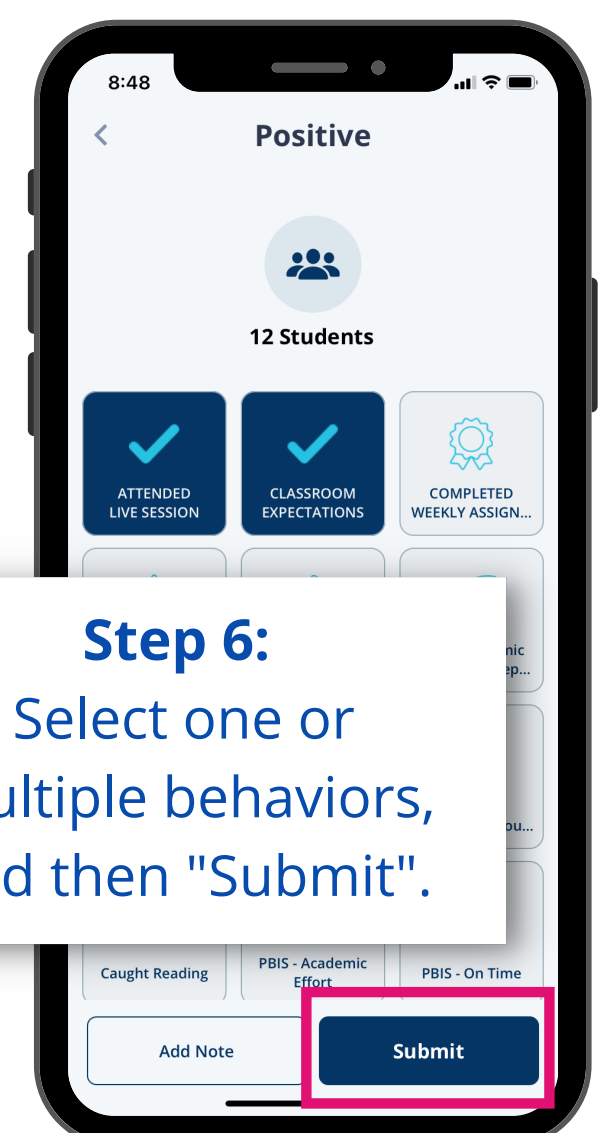 8:48
Positive
12 Students
ATTENDED
LIVE SESSION
CLASSROOM
EXPECTATIONS
COMPLETED
WEEKLY ASSIGN...
Step 6:
Select one or
ultiple behaviors,
d then "Submit".
Caught Reading
PBIS - Academic
Effort
PBIS - On Time
Add Note
Submit